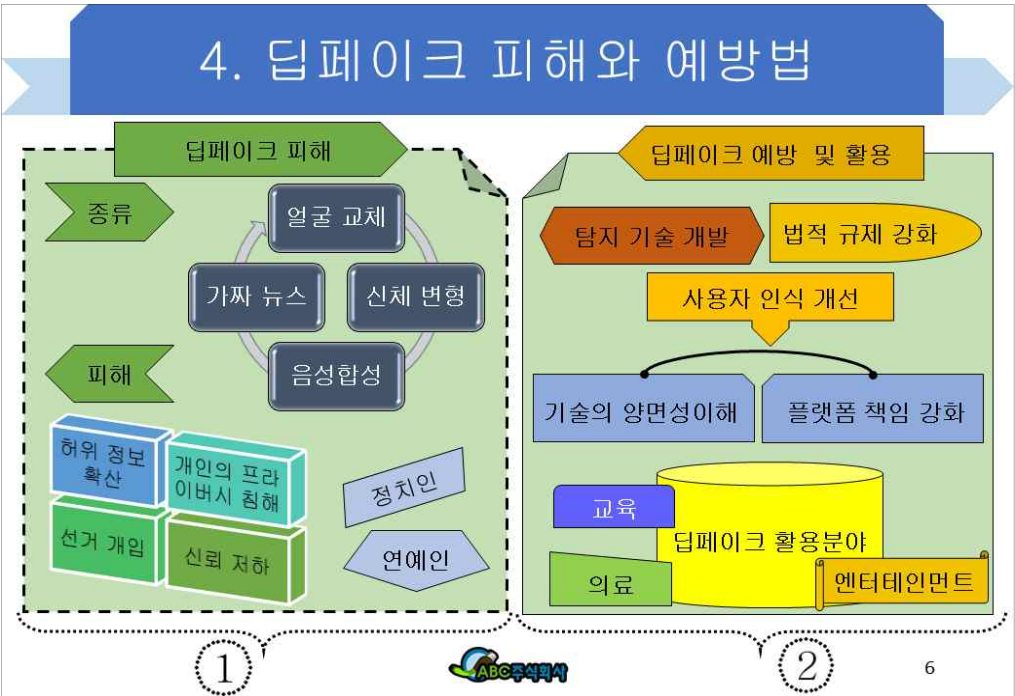 4. 딥페이크 피해와 예방법
딥페이크 피해
종류
얼굴 교체
가짜 뉴스
신체 변형
음성합성
피해
허위 정보
확산
개인의 프라
이버시 침해
선거 개입
신뢰 저하
정치인
연예인
딥페이크 예방 및 활용
탐지 기술 개발
법적 규제 강화
사용자 인식 개선
기술의 양면성이해
플랫폼 책임 강화
교육
딥페이크 활용분야
의료
엔터테인먼트
1
ABC주식회사
2
6